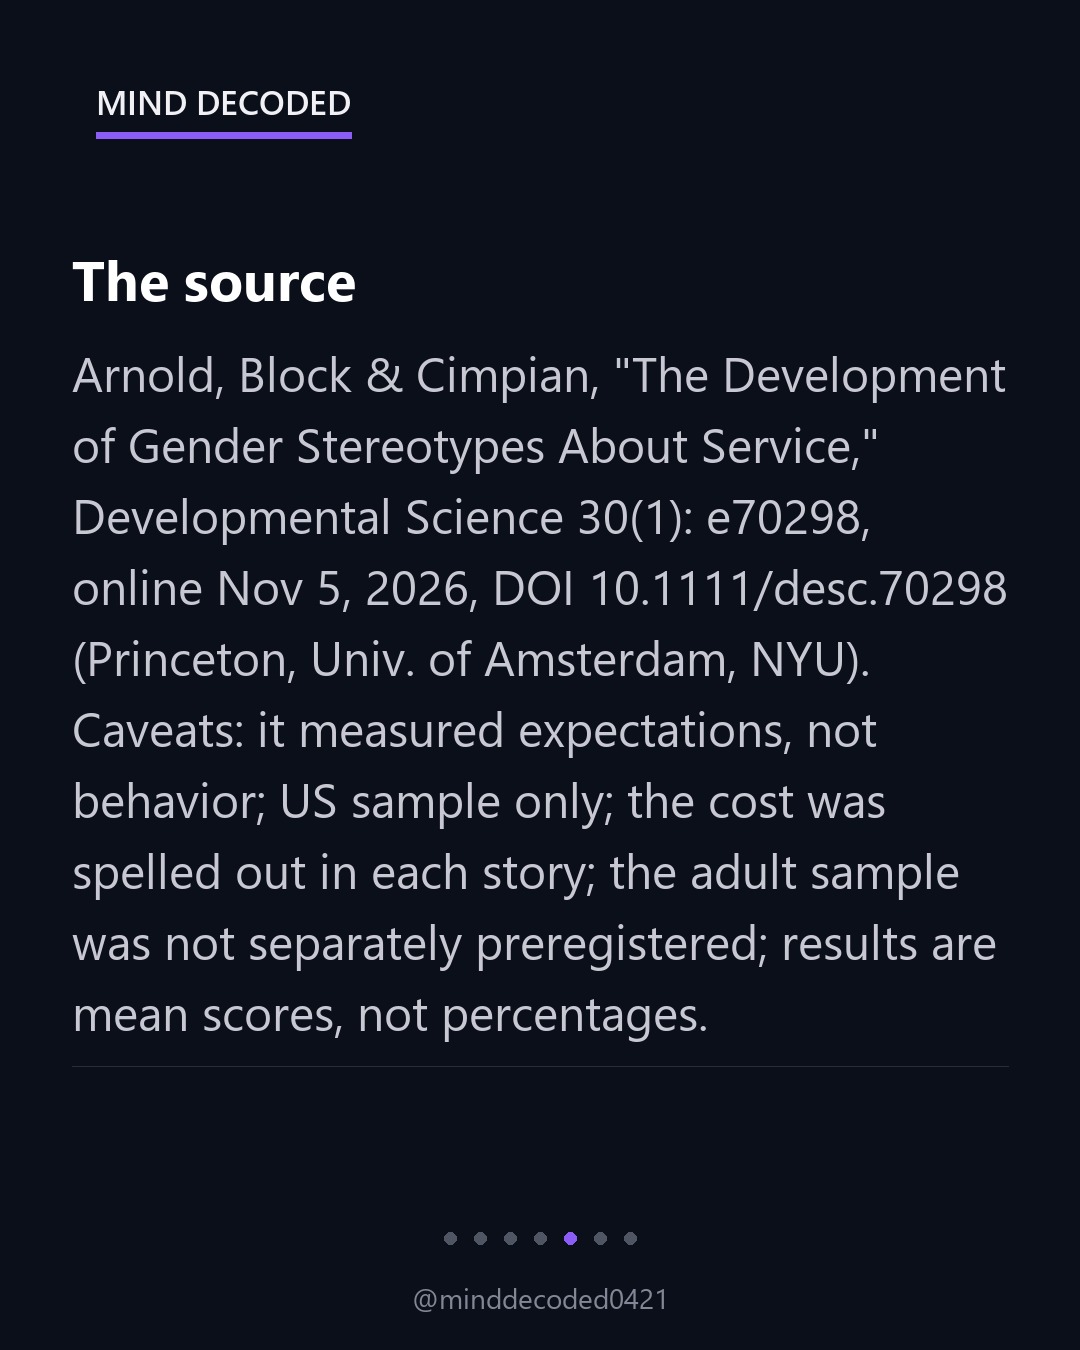 MIND DECODED
The source
Arnold, Block & Cimpian, "The Development
of Gender Stereotypes About Service,"
Developmental Science 30(1): e70298,
online Nov 5, 2026, DOI 10.1111/desc.70298
(Princeton, Univ. of Amsterdam, NYU).
Caveats: it measured expectations, not
behavior; US sample only; the cost was
spelled out in each story; the adult sample
was not separately preregistered; results are
mean scores, not percentages.
@minddecoded0421